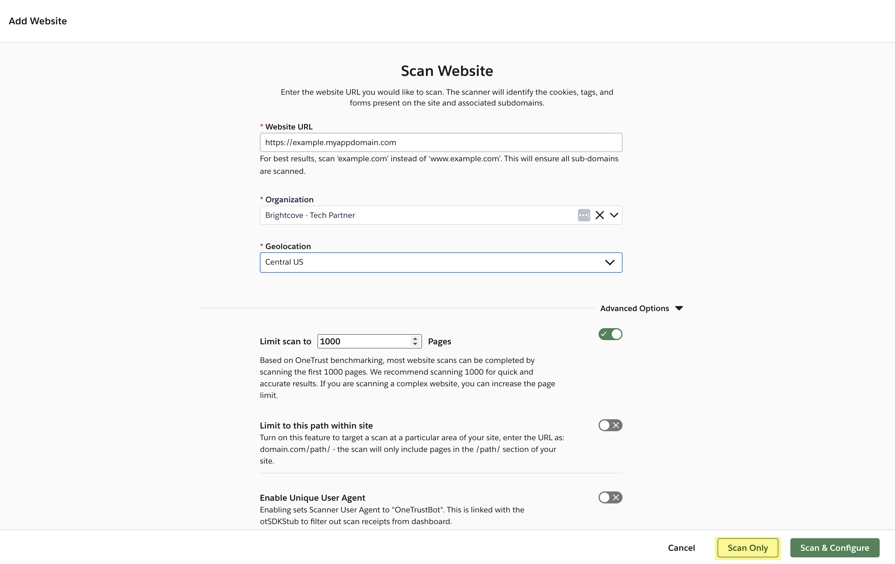 Add Website
Scan Website
Enter the website URL you would like to scan. The scanner will identify the cookies, tags, and
forms present on the site and associated subdomains.
* Website URL
https://example.myappdomain.com
For best results, scan 'example.com' instead of 'www.example.com'. This will ensure all sub-domains
are scanned.
* Organization
Brightcove - Tech Partner
* Geolocation
Central US
Advanced Options
Limit scan to 1000 Pages
Based on OneTrust benchmarking, most website scans can be completed by
scanning the first 1000 pages. We recommend scanning 1000 for quick and
accurate results. If you are scanning a complex website, you can increase the page
limit.
Limit to this path within site
Turn on this feature to target a scan at a particular area of your site, enter the URL as:
domain.com/path/ - the scan will only include pages in the /path/ section of your
site.
Enable Unique User Agent
Enabling sets Scanner User Agent to "OneTrustBot". This is linked with the
otSDKStub to filter out scan receipts from dashboard.
Cancel Scan Only Scan & Configure